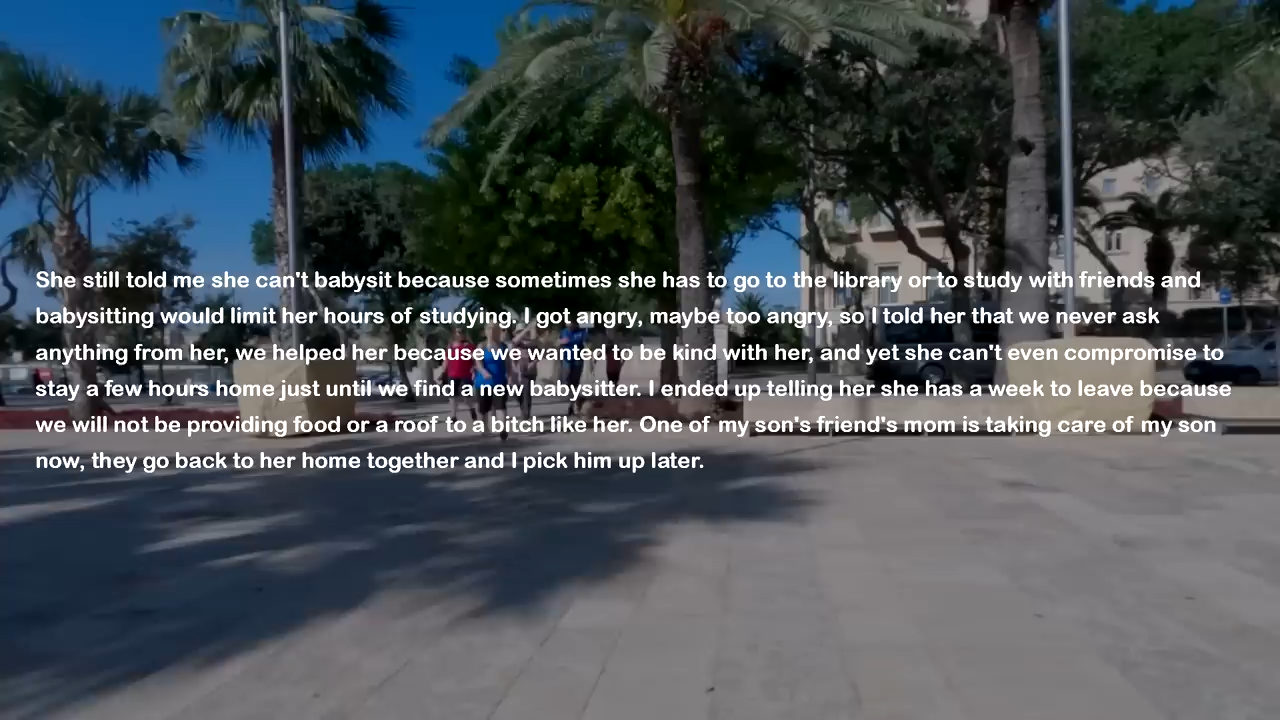 She still told me she can't babysit because sometimes she has to go to the library or to study with friends and
babysitting would limit her hours of studying. I got angry, maybe too angry, so I told her that we never ask
anything from her, we helped her because we wanted to be kind with her, and yet she can't even compromise to
stay a few hours home just until we find a new babysitter. I ended up telling her she has a week to leave because
we will not be providing food or a roof to a bitch like her. One of my son's friend's mom is taking care of my son
now, they go back to her home together and I pick him up later.